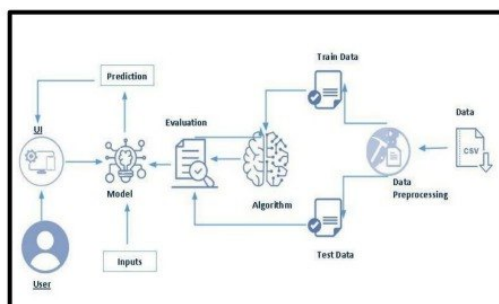 Train Data
Prediction
Data
UI
Evaluation
CSV
Model
Algorithm
Data
Preprocessing
Inputs
Test Data
User